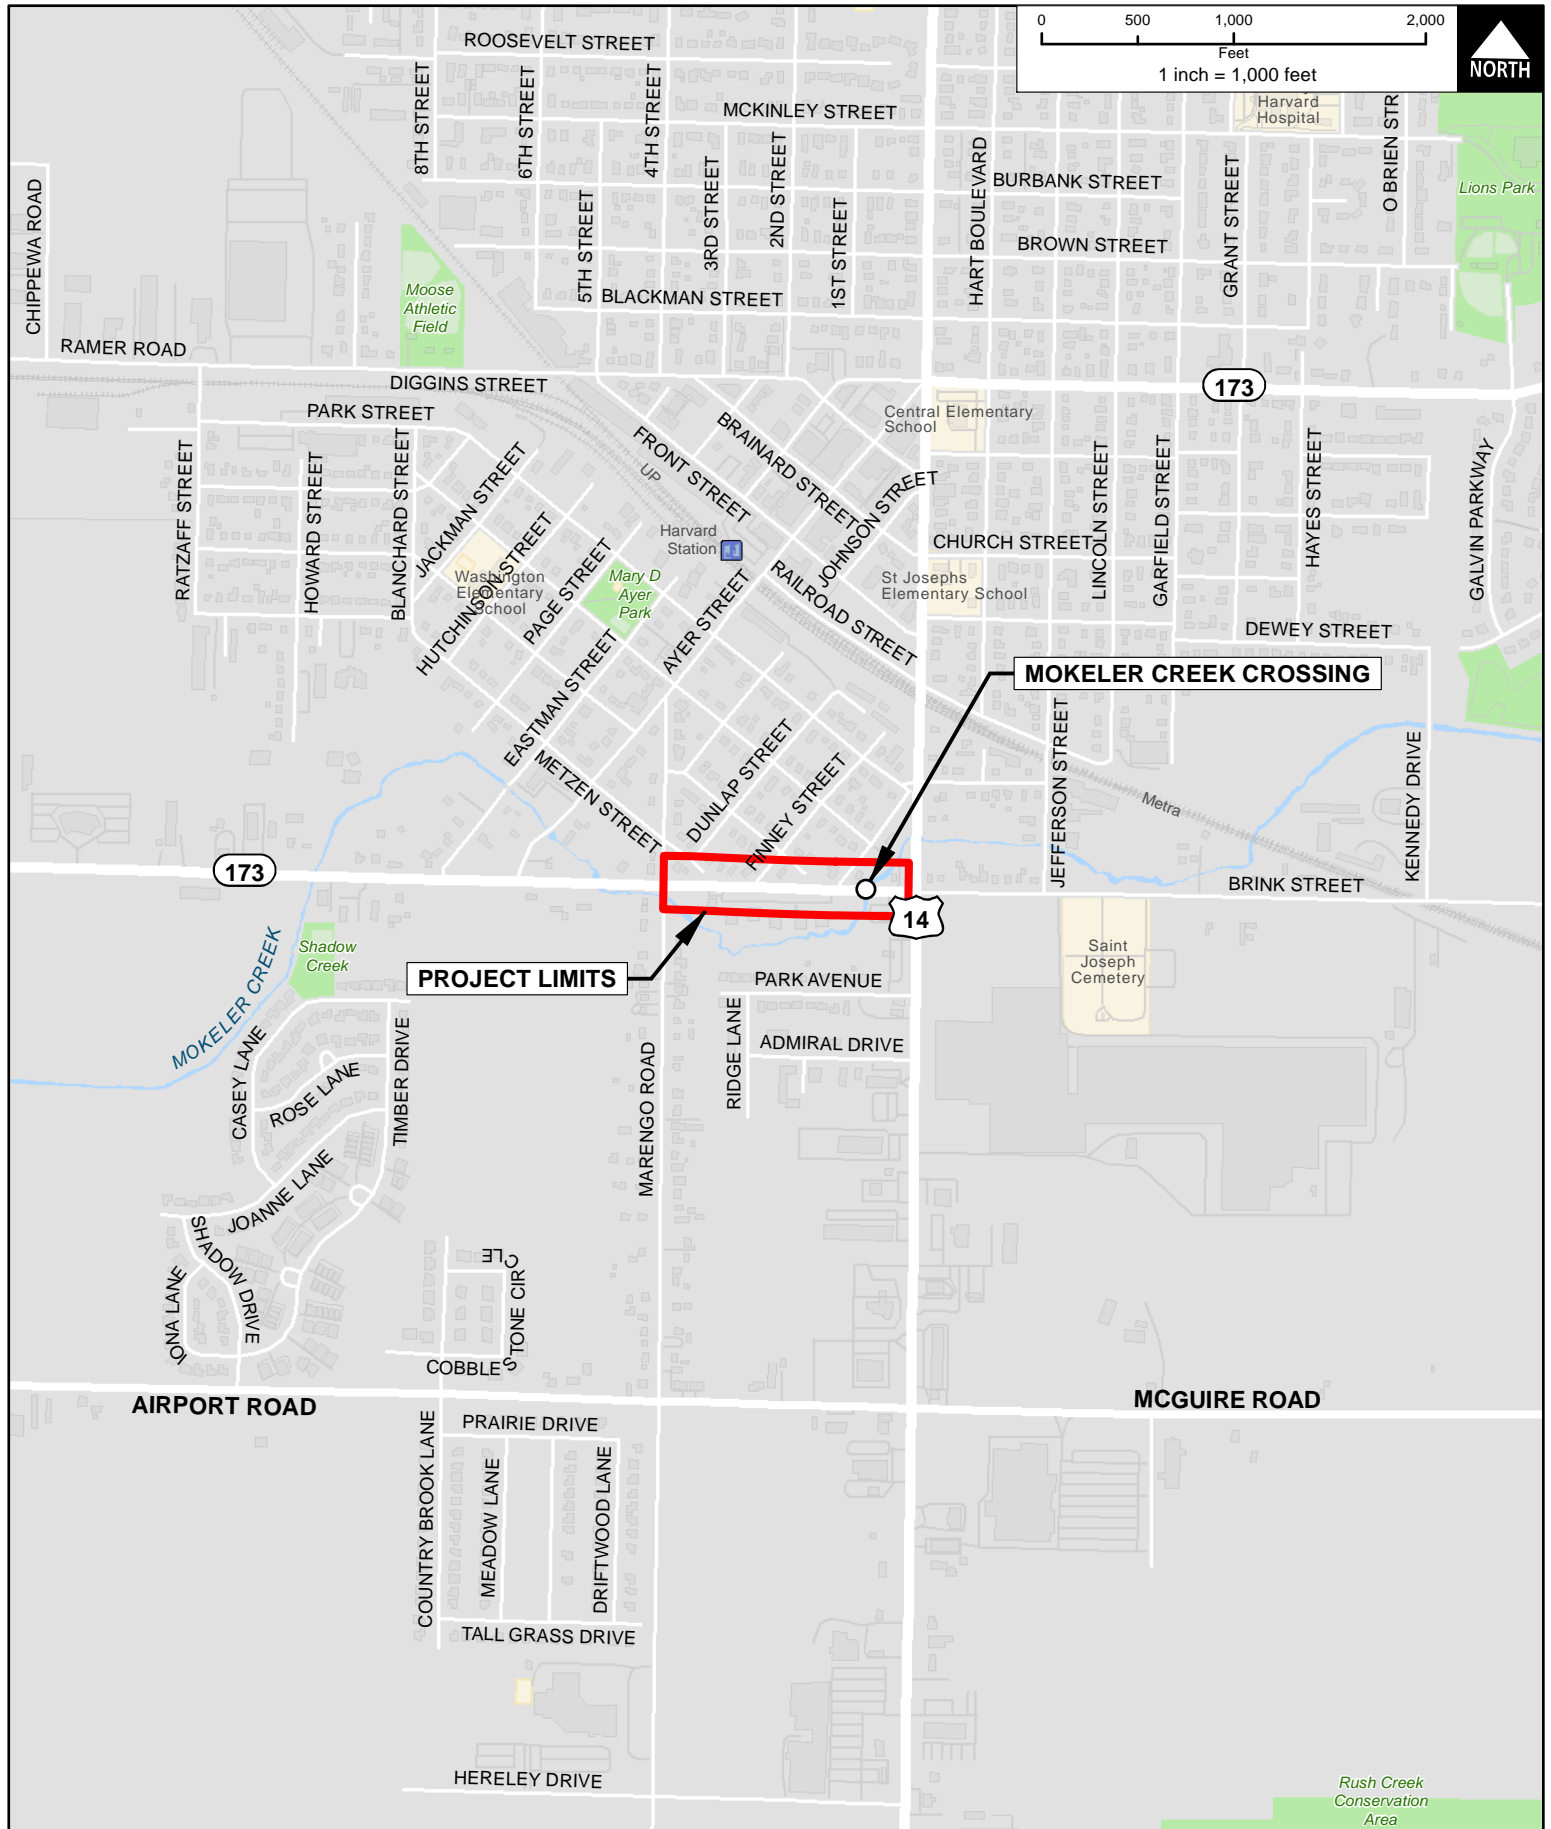 0 500 1,000 2,000
Feet
1 inch = 1,000 feet
NORTH
ROOSEVELT STREET
8TH STREET
6TH STREET
4TH STREET
MCKINLEY STREET
Harvard
Hospital
O BRIEN STR
CHIPPEWA ROAD
5TH STREET
3RD STREET
2ND STREET
1ST STREET
HART BOULEVARD
BURBANK STREET
GRANT STREET
Lions Park
BROWN STREET
Moose
Athletic
Field
BLACKMAN STREET
RAMER ROAD
DIGGINS STREET
173
PARK STREET
Central Elementary
School
RATZAFF STREET
HOWARD STREET
BLANCHARD STREET
JACKMAN STREET
FRONT STREET
BRAINARD STREET
UP
JOHNSON STREET
LINCOLN STREET
GARFIELD STREET
HAYES STREET
GALVIN PARKWAY
Harvard
Station
CHURCH STREET
Washington
Elementary
School
HUTCHINSON STREET
PAGE STREET
Mary D
Ayer
Park
AYER STREET
RAILROAD STREET
St Josephs
Elementary School
DEWEY STREET
EASTMAN STREET
MOKELER CREEK CROSSING
METZEN STREET
DUNLAP STREET
FINNEY STREET
JEFFERSON STREET
Metra
KENNEDY DRIVE
173
BRINK STREET
14
Shadow
Creek
MOKELER CREEK
PROJECT LIMITS
Saint
Joseph
Cemetery
PARK AVENUE
RIDGE LANE
ADMIRAL DRIVE
CASEY LANE
ROSE LANE
TIMBER DRIVE
MARENGO ROAD
JOANNE LANE
SHADOW DRIVE
IONA LANE
COBBLESTONE CIRCLE
AIRPORT ROAD
MCGUIRE ROAD
COUNTRY BROOK LANE
PRAIRIE DRIVE
MEADOW LANE
DRIFTWOOD LANE
TALL GRASS DRIVE
HERELEY DRIVE
Rush Creek
Conservation
Area